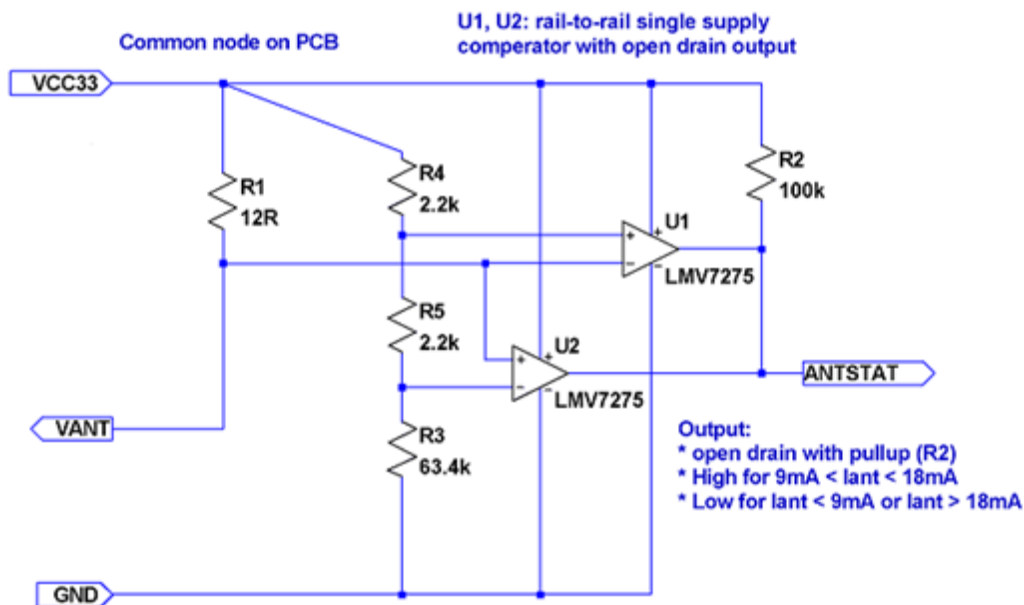 U1, U2: rail-to-rail single supply
comperator with open drain output
Common node on PCB
VCC33
R1
12R
R4
2.2k
R2
100k
+
-
+
-
U1
LMV7275
R5
2.2k
+
-
+
-
U2
LMV7275
ANTSTAT
VANT
R3
63.4k
Output:
* open drain with pullup (R2)
* High for 9mA < Iant < 18mA
* Low for Iant < 9mA or Iant > 18mA
GND